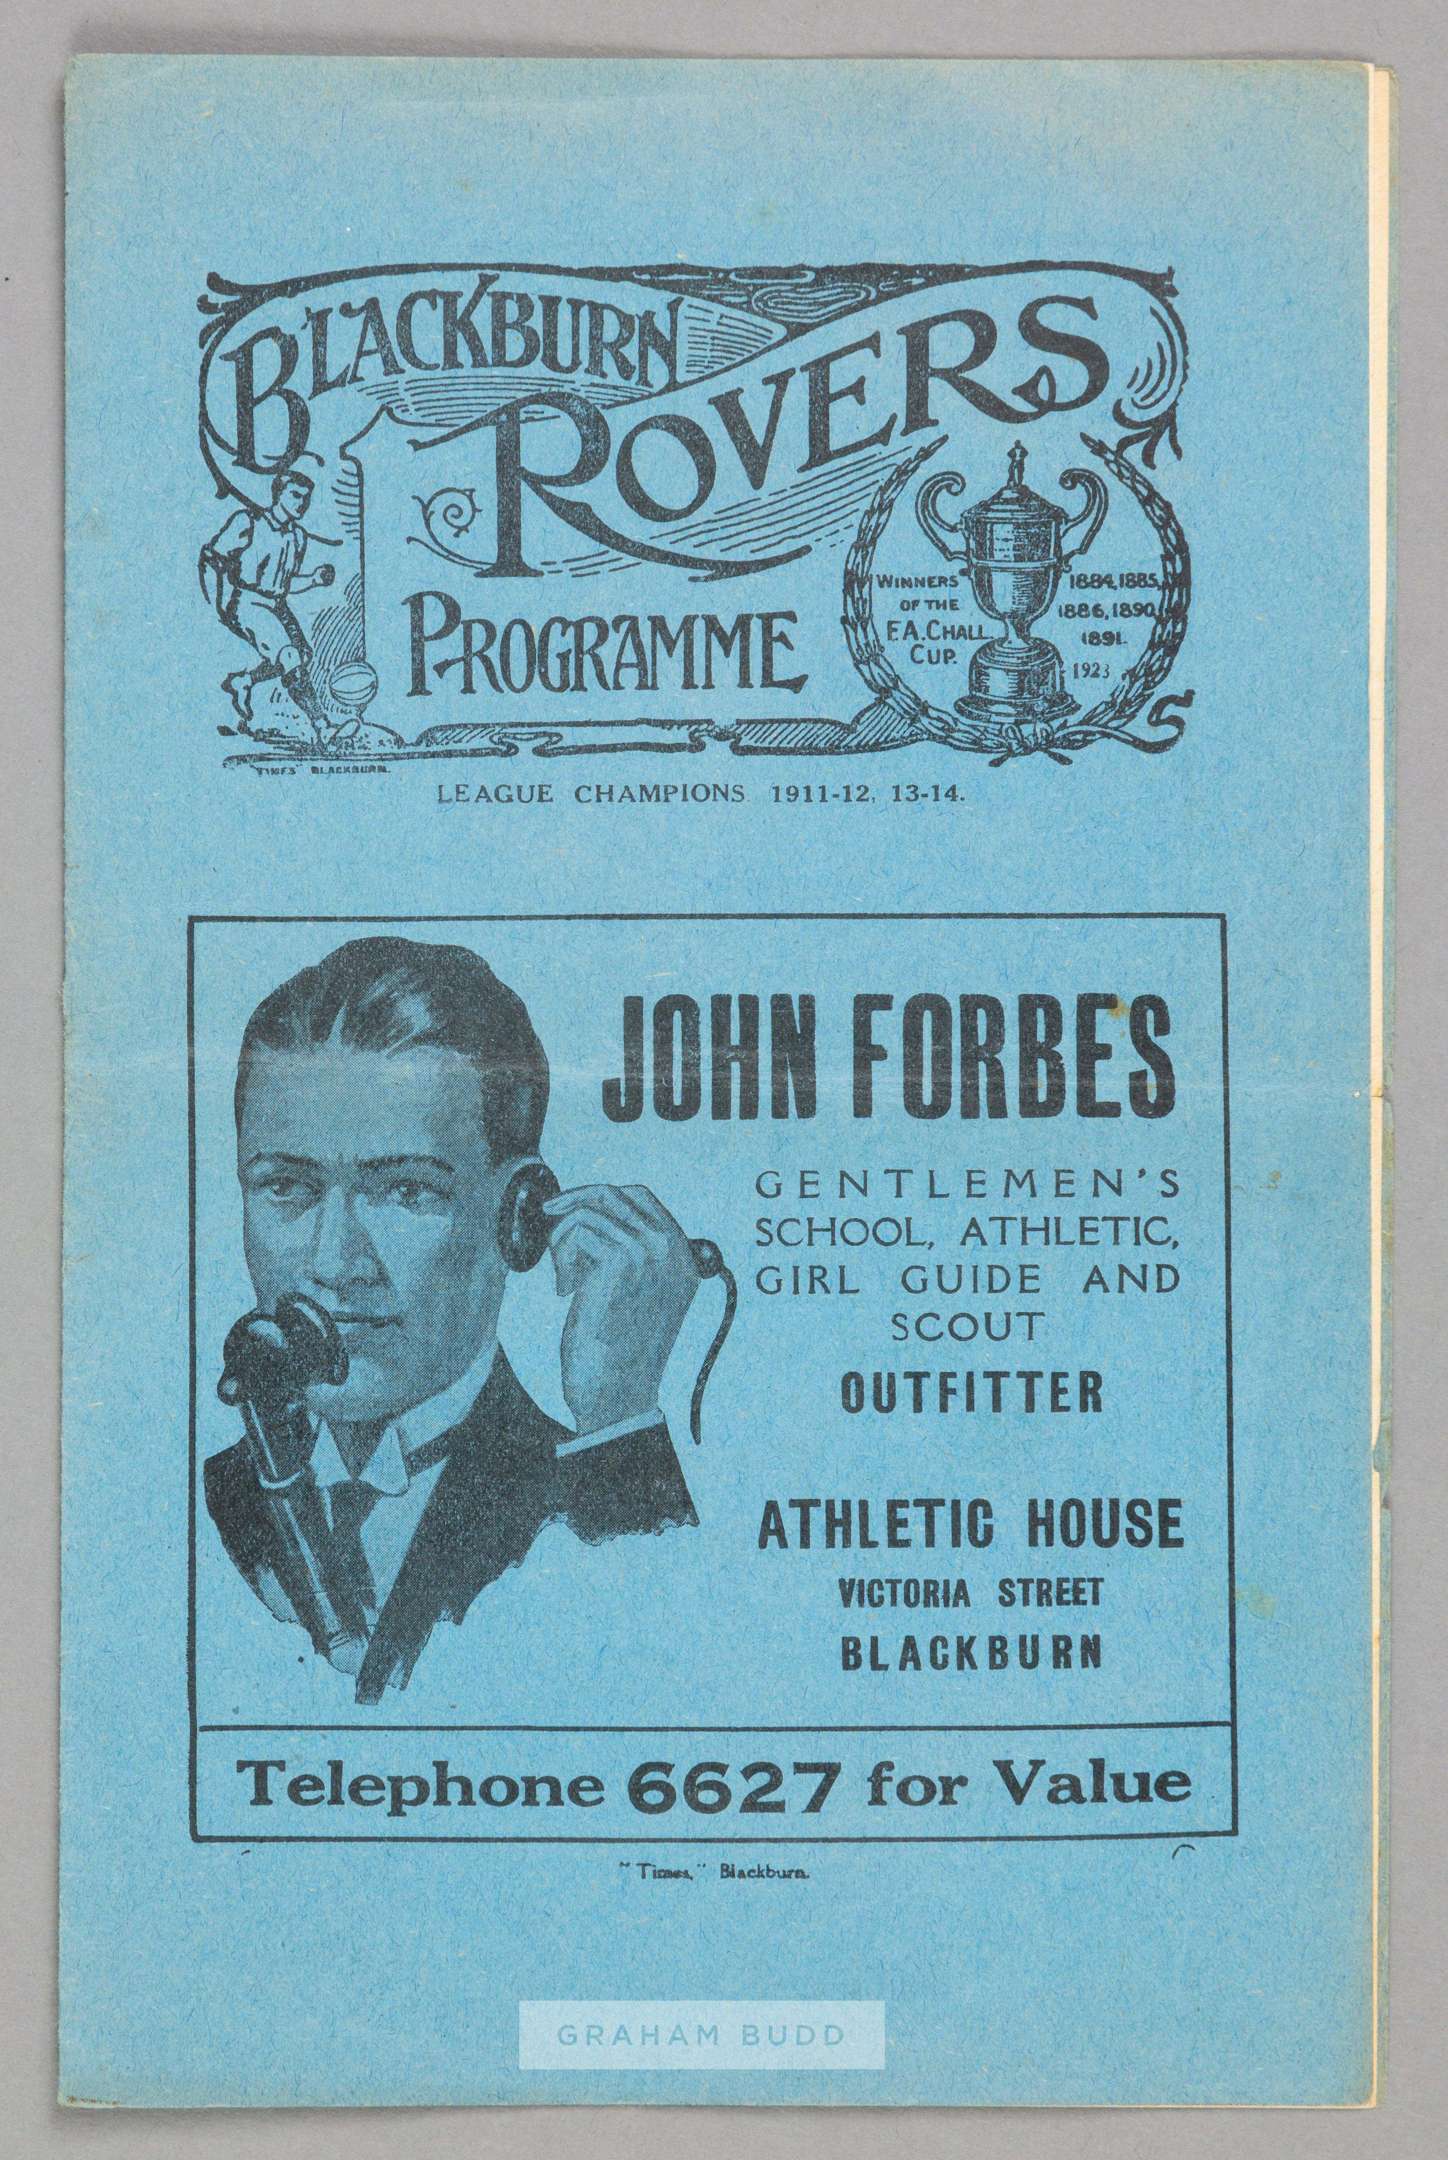 BLACKBURN
ROVERS
PROGRAMME
WINNERS
OF THE
F.A. CHALL.
CUP.
1884, 1885,
1886, 1890,
1891.
1923
"TIMES" BLACKBURN.
LEAGUE CHAMPIONS. 1911-12, 13-14.
JOHN FORBES
GENTLEMEN'S
SCHOOL, ATHLETIC,
GIRL GUIDE AND
SCOUT
OUTFITTER
ATHLETIC HOUSE
VICTORIA STREET
BLACKBURN
Telephone 6627 for Value
"Times," Blackburn.
GRAHAM BUDD